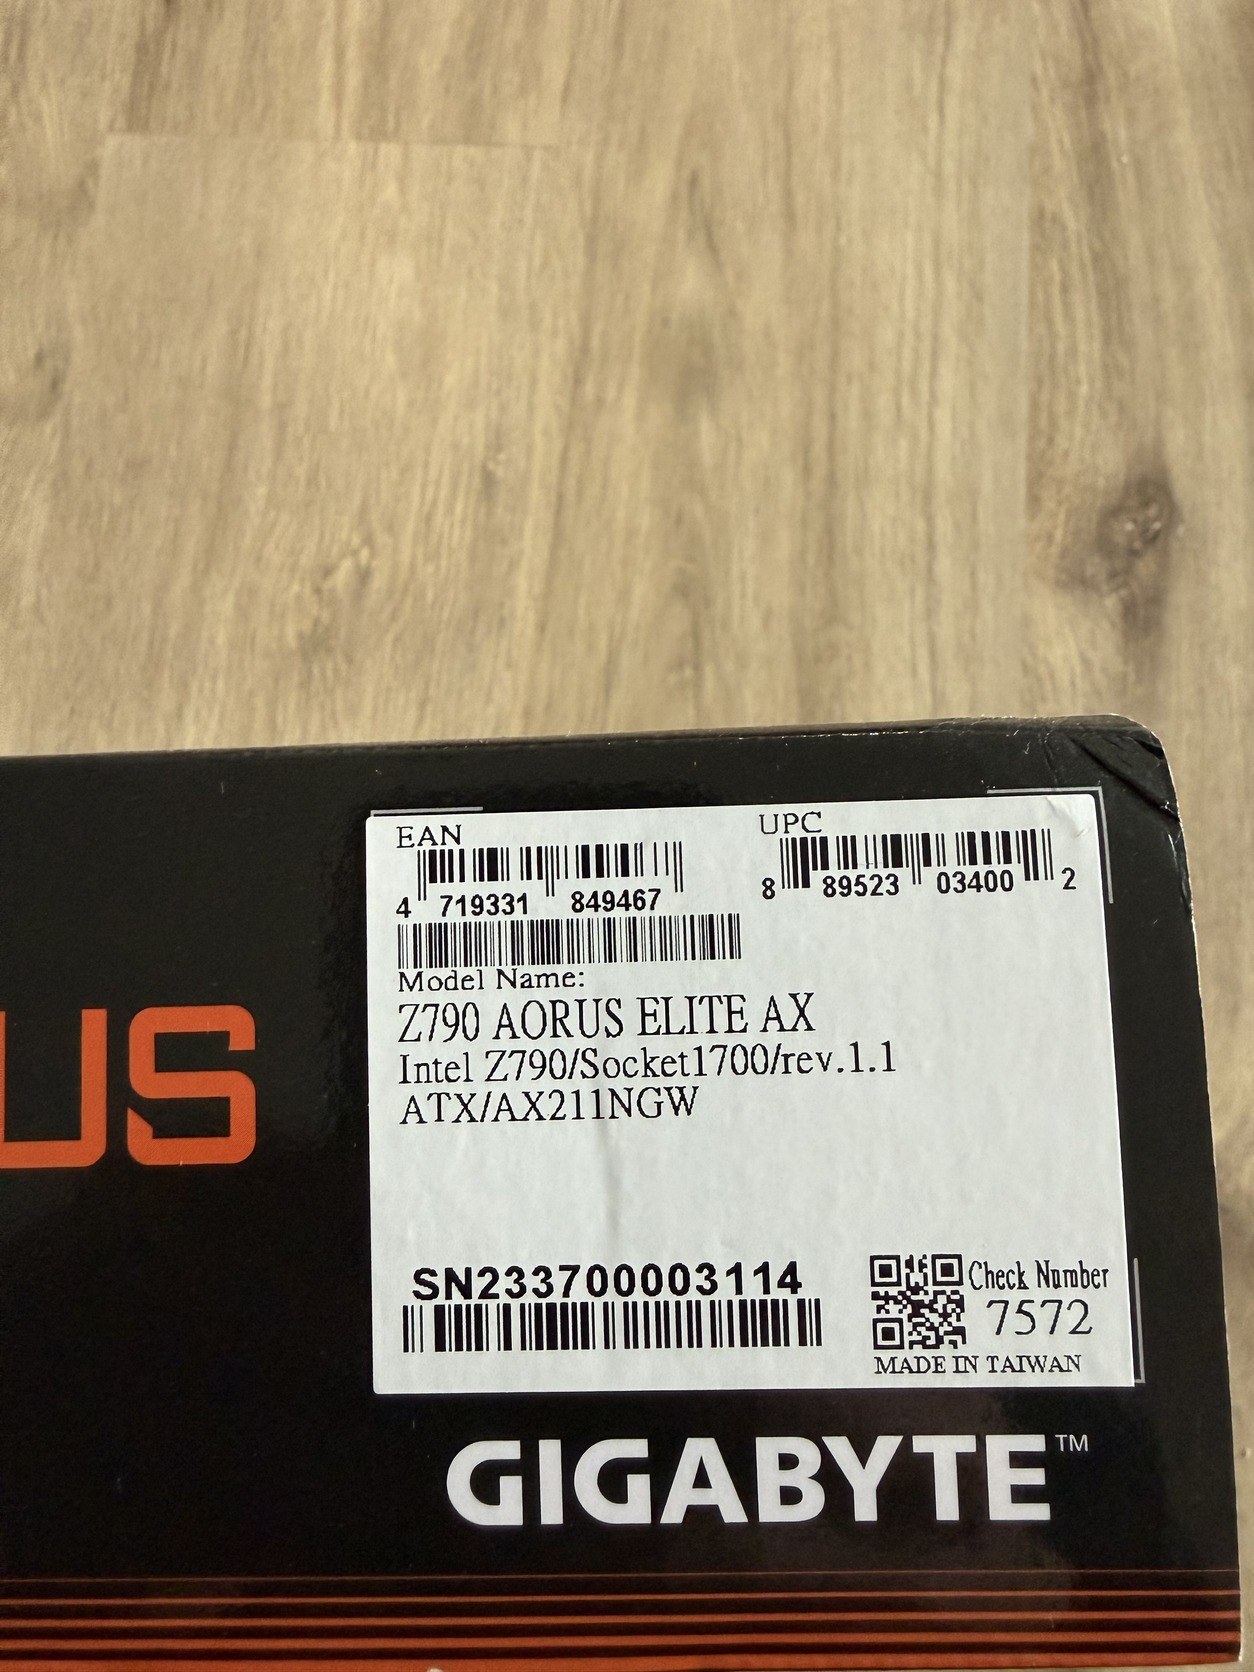 EAN
4 719331 849467
UPC
8 89523 03400 2
Model Name:
Z790 AORUS ELITE AX
Intel Z790/Socket1700/rev.1.1
ATX/AX211NGW
US
SN233700003114
Check Number
7572
MADE IN TAIWAN
GIGABYTE™